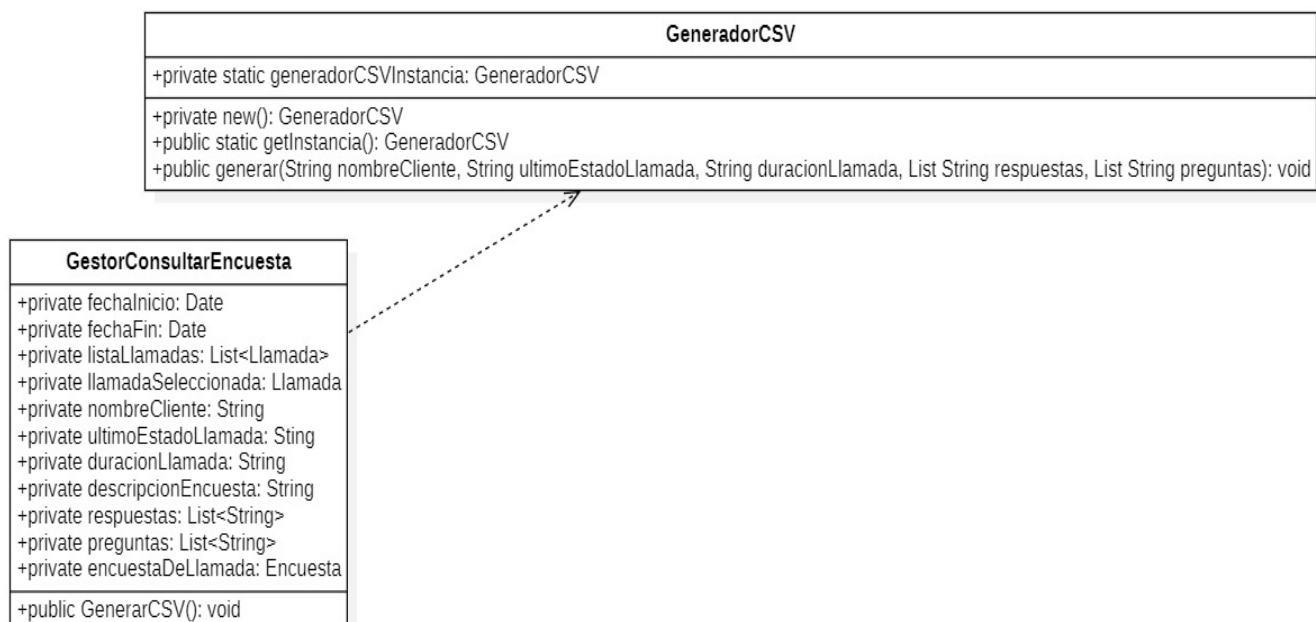 GeneradorCSV
+private static generadorCSVInstancia: GeneradorCSV
+private new(): GeneradorCSV
+public static getInstancia(): GeneradorCSV
+public generar(String nombreCliente, String ultimoEstadoLlamada, String duracionLlamada, List String respuestas, List String preguntas): void
GestorConsultarEncuesta
+private fechaInicio: Date
+private fechaFin: Date
+private listaLlamadas: List<Llamada>
+private llamadaSeleccionada: Llamada
+private nombreCliente: String
+private ultimoEstadoLlamada: Sting
+private duracionLlamada: String
+private descripcionEncuesta: String
+private respuestas: List<String>
+private preguntas: List<String>
+private encuestaDeLlamada: Encuesta
+public GenerarCSV(): void